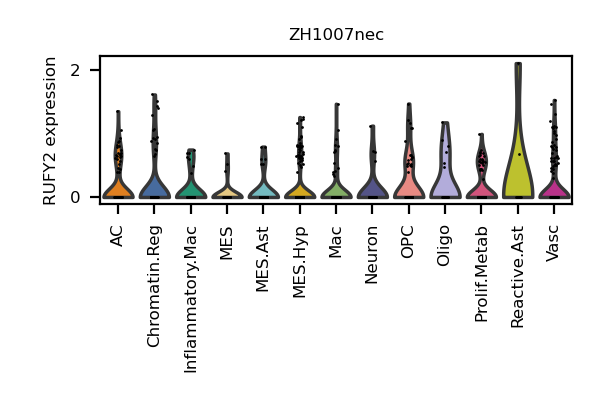 ZH1007nec
RUFY2 expression
2
0
AC
Chromatin.Reg
Inflammatory.Mac
MES
MES.Ast
MES.Hyp
Mac
Neuron
OPC
Oligo
Prolif.Metab
Reactive.Ast
Vasc